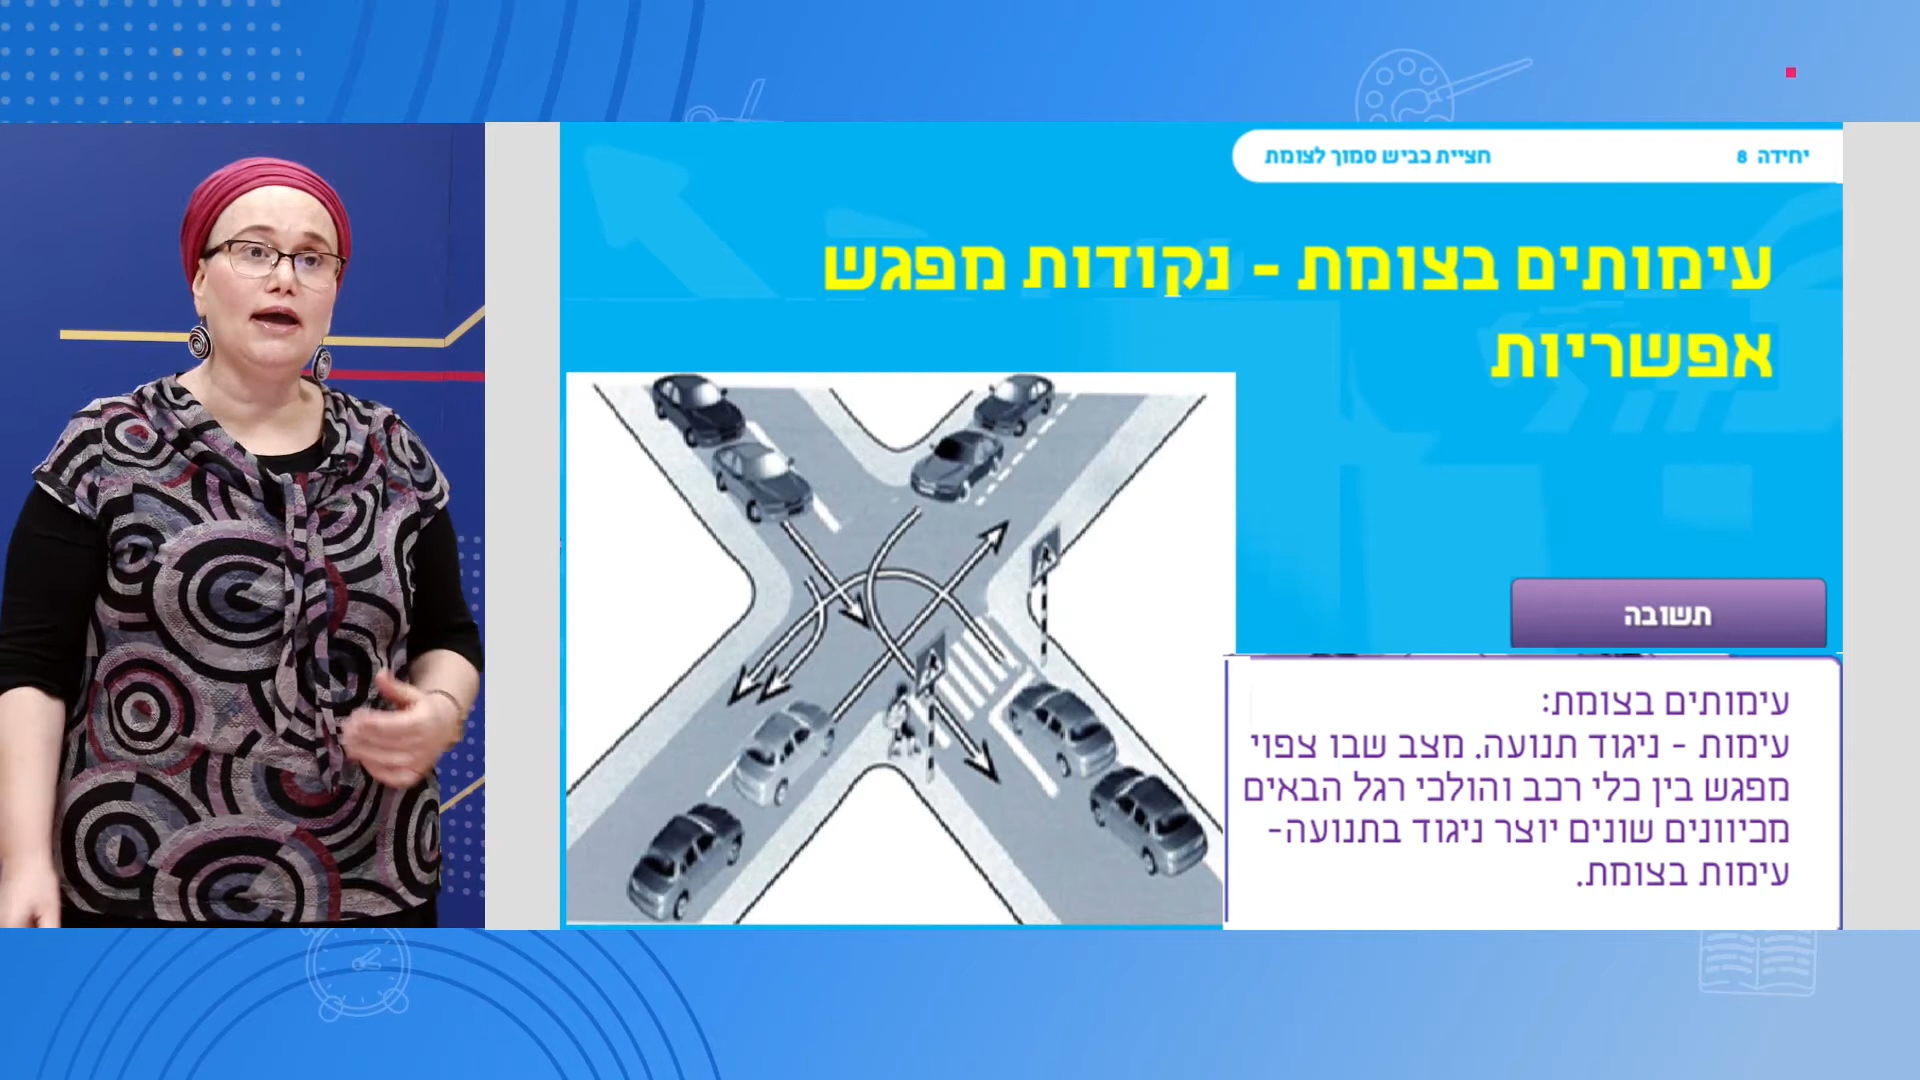 יחידה 8 חציית כביש סמוך לצומת
עימותים בצומת - נקודות מפגש
אפשריות
תשובה
עימותים בצומת:
עימות - ניגוד תנועה. מצב שבו צפוי
מפגש בין כלי רכב והולכי רגל הבאים
מכיוונים שונים יוצר ניגוד בתנועה-
עימות בצומת.